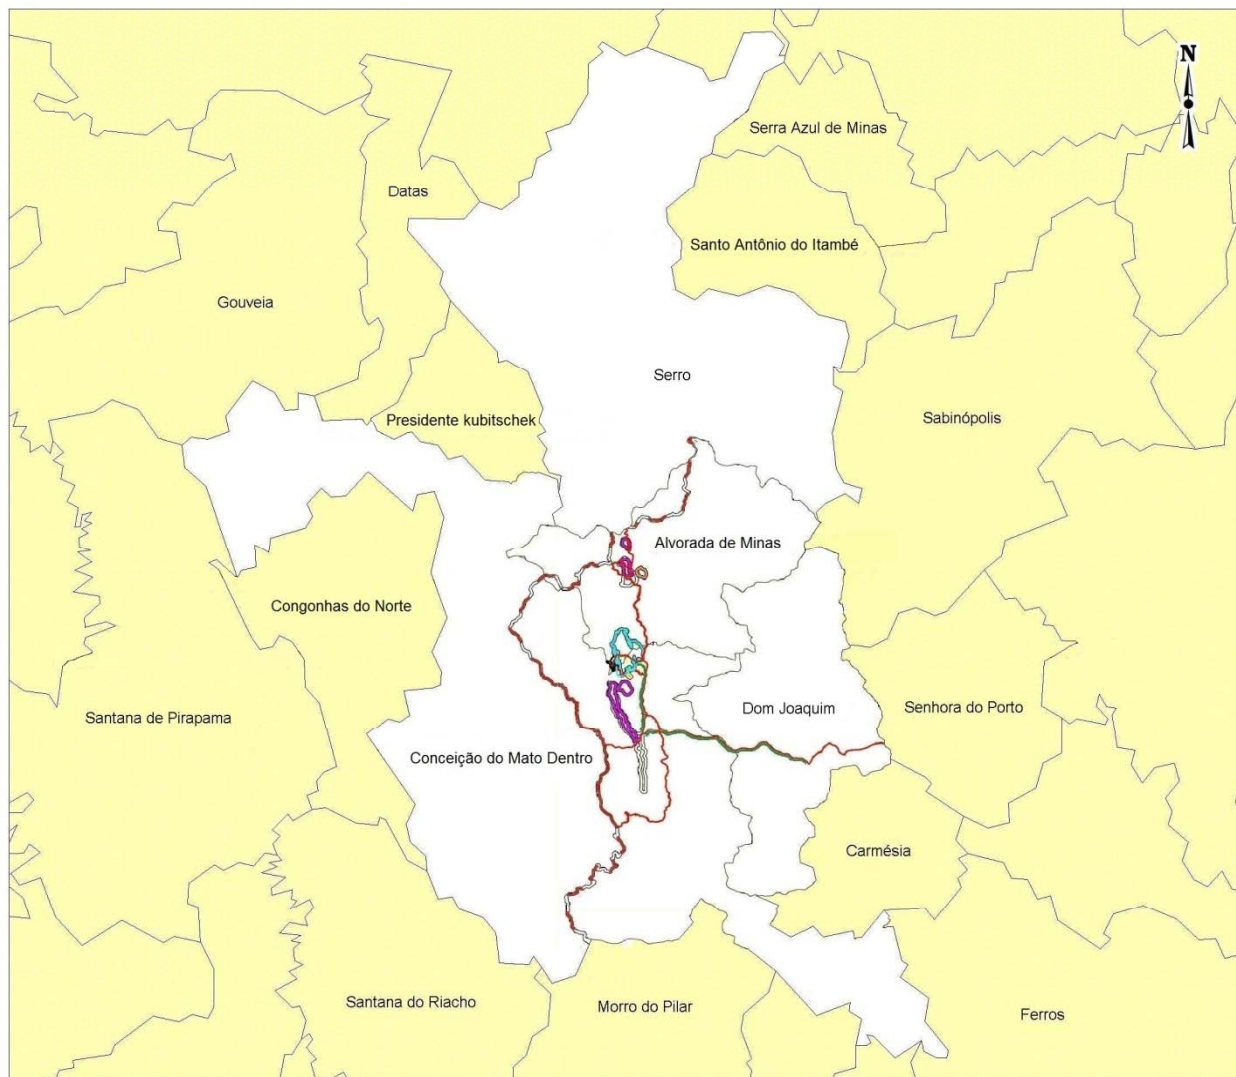 N
Serra Azul de Minas
Datas
Santo Antônio do Itambé
Gouveia
Serro
Presidente kubitschek
Sabinópolis
Alvorada de Minas
Congonhas do Norte
Santana de Pirapama
Dom Joaquim
Senhora do Porto
Conceição do Mato Dentro
Carmésia
Santana do Riacho
Morro do Pilar
Ferros